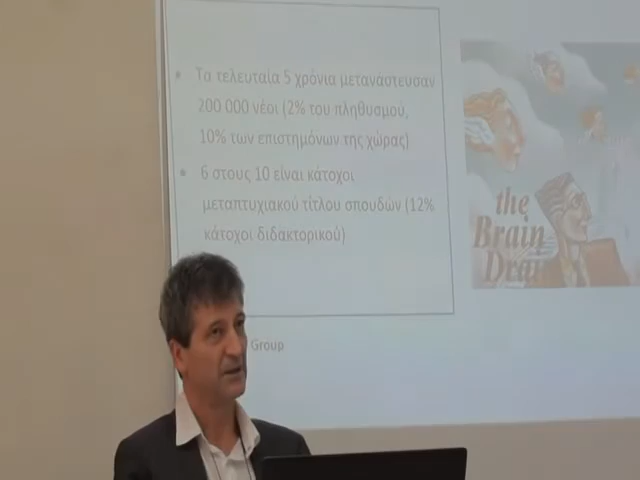 Τα τελευταία 5 χρόνια μετανάστευσαν
200 000 νέοι (2% του πληθυσμού,
10% των επιστημόνων της χώρας)
6 στους 10 είναι κάτοχοι
μεταπτυχιακού τίτλου σπουδών (12%
κάτοχοι διδακτορικού)
the
Brain
Drain
Group